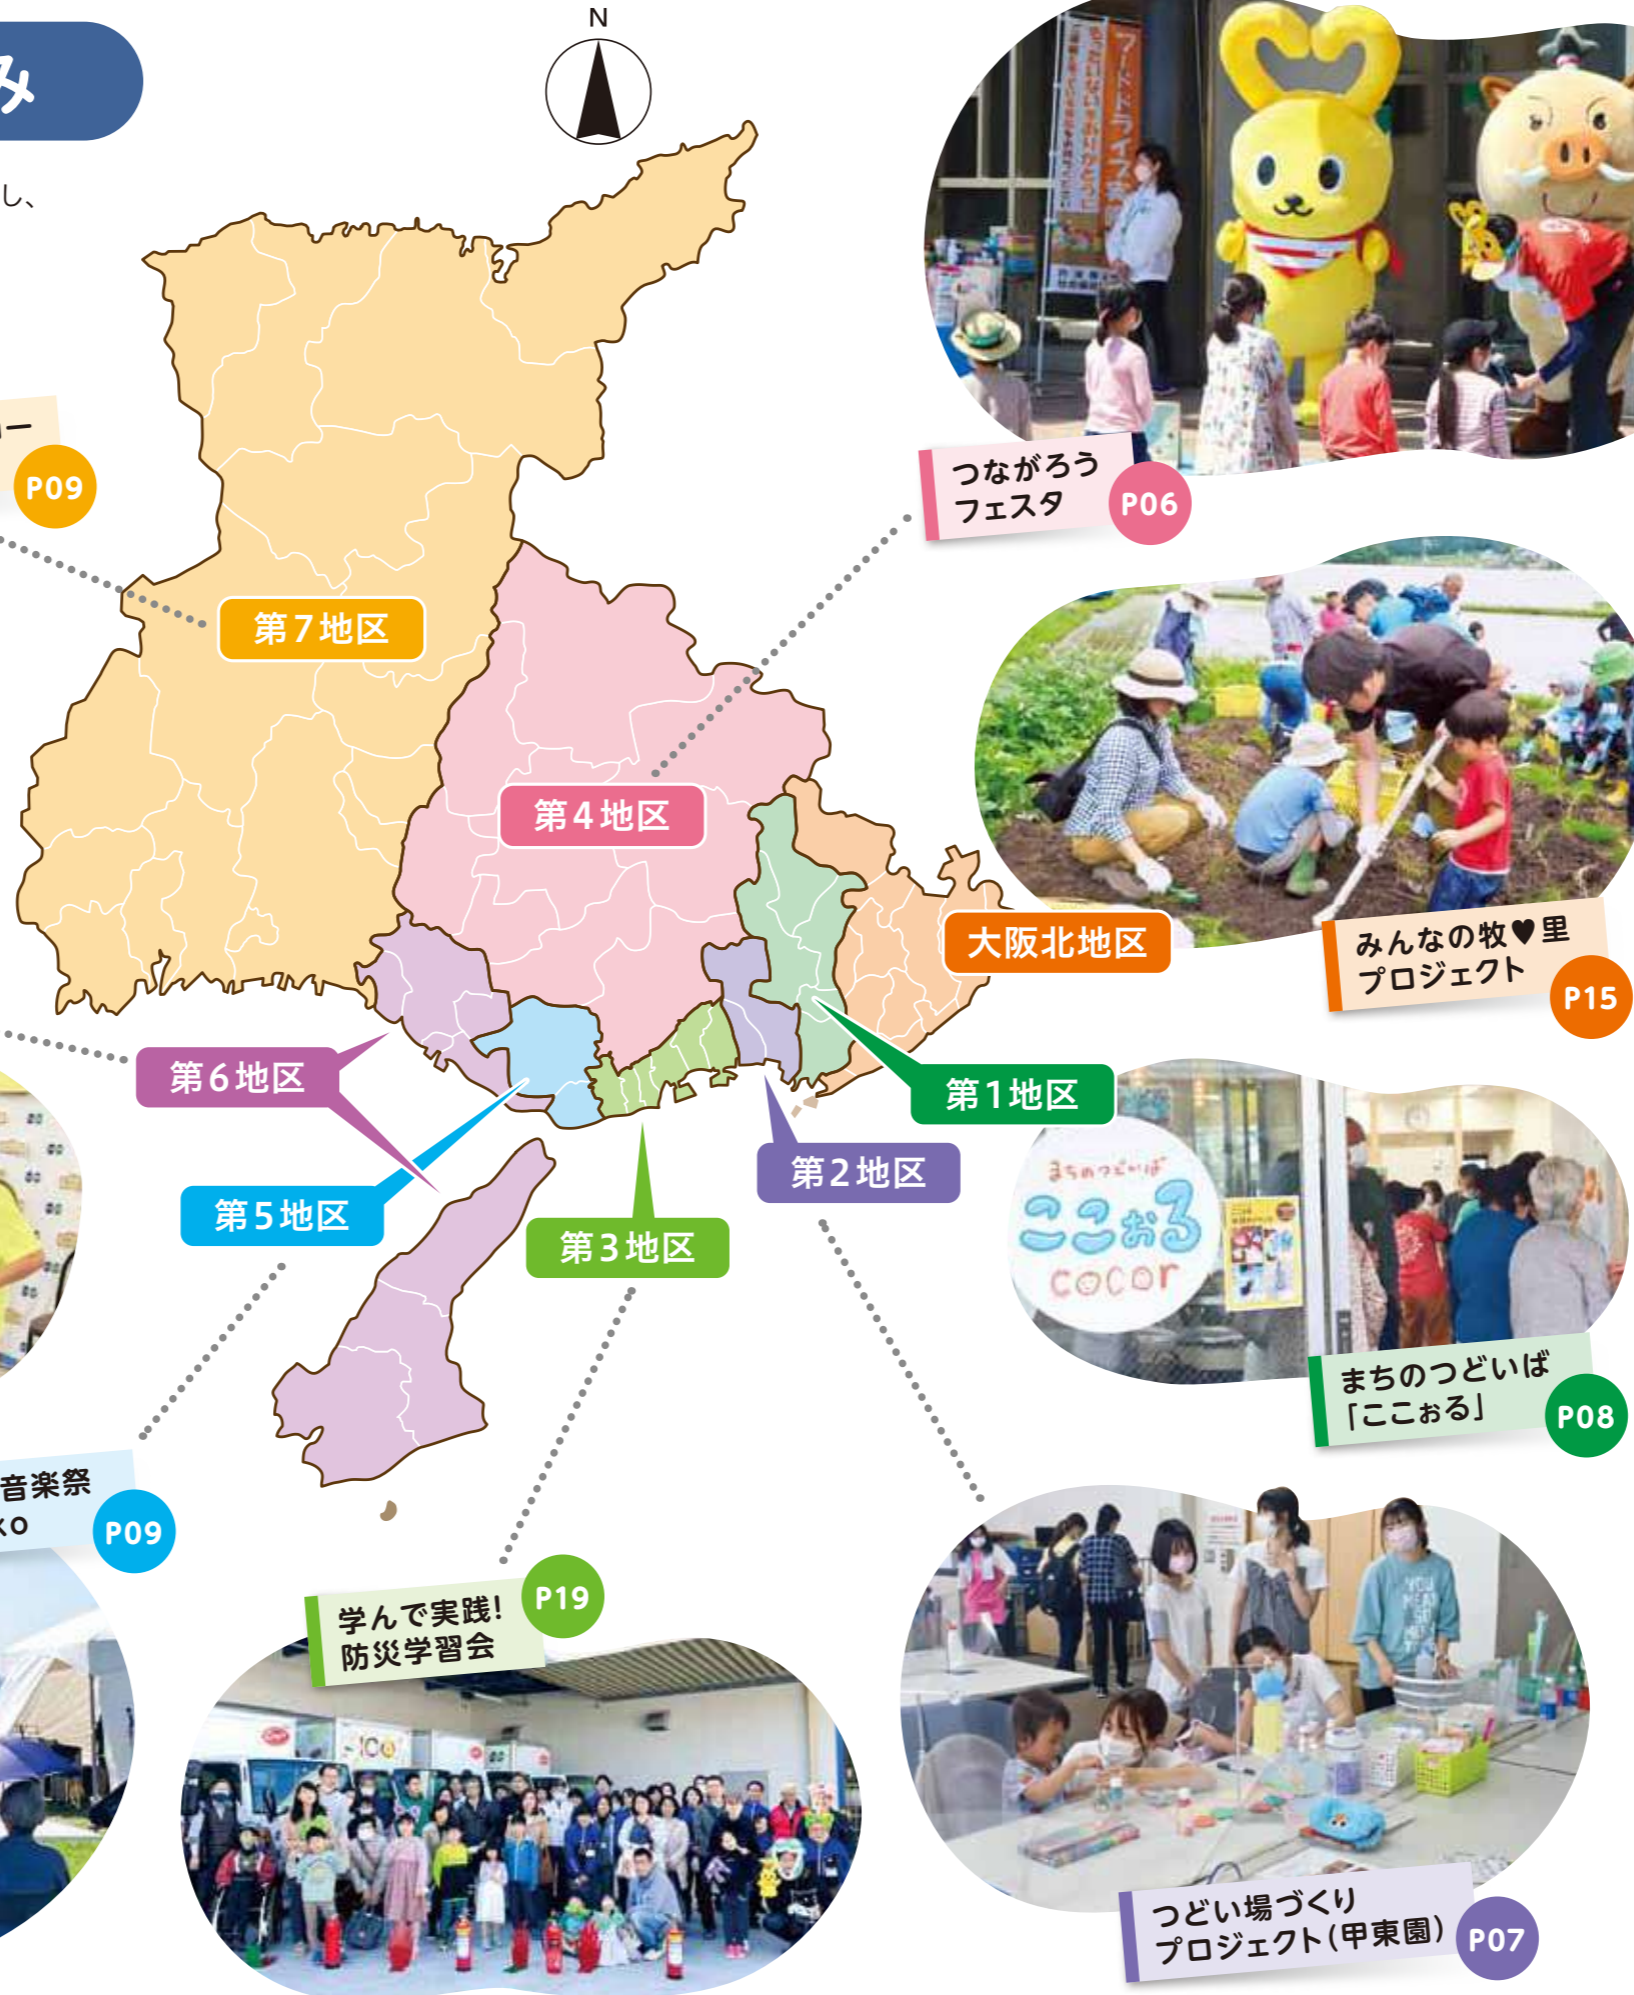 み
し、
N
ロー
P09
第7地区
つながろう
フェスタ
P06
第4地区
大阪北地区
みんなの牧♥里
プロジェクト
P15
第6地区
第1地区
第2地区
第5地区
第3地区
まちのつどいば
ここぉる
cocor
まちのつどいば
「ここぉる」
P08
音楽祭
P09
学んで実践!
防災学習会
P19
つどい場づくり
プロジェクト(甲東園)
P07